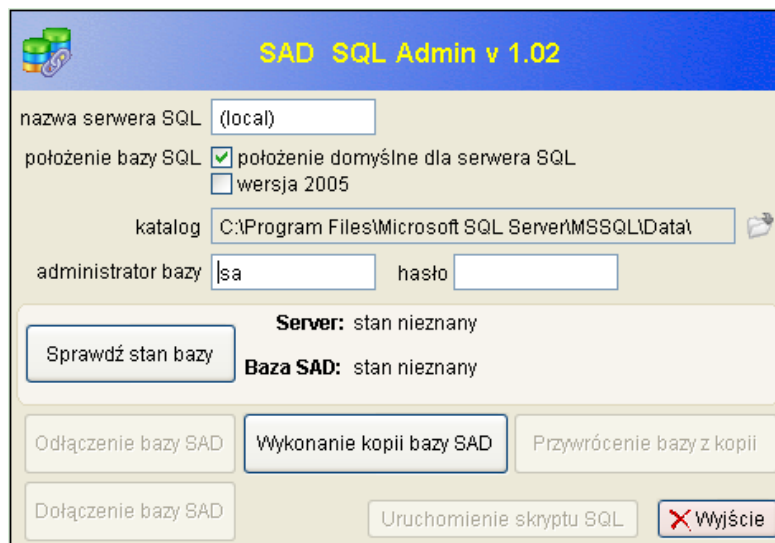 SAD SQL Admin v 1.02
nazwa serwera SQL (local)
położenie bazy SQL położenie domyślne dla serwera SQL
wersja 2005
katalog C:\Program Files\Microsoft SQL Server\MSSQL\Data\
administrator bazy sa hasło
Server: stan nieznany
Sprawdź stan bazy
Baza SAD: stan nieznany
Odłączenie bazy SAD Wykonanie kopii bazy SAD Przywrócenie bazy z kopii
Dołączenie bazy SAD Uruchomienie skryptu SQL Wyjście